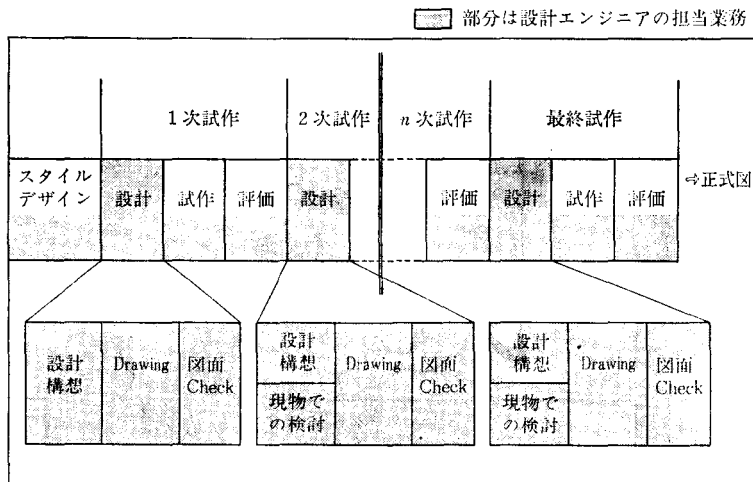 部分は設計エンジニアの担当業務
1次試作
2次試作
n次試作
最終試作
スタイル
デザイン
設計
試作
評価
設計
評価
設計
試作
評価
⇨正式図
設計
構想
Drawing
図面
Check
設計
構想
現物で
の検討
Drawing
図面
Check
設計
構想
現物で
の検討
Drawing
図面
Check